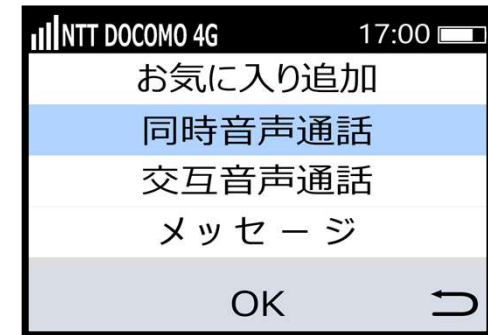 NTT DOCOMO 4G 17:00
お気に入り追加
同時音声通話
交互音声通話
メッセージ
OK